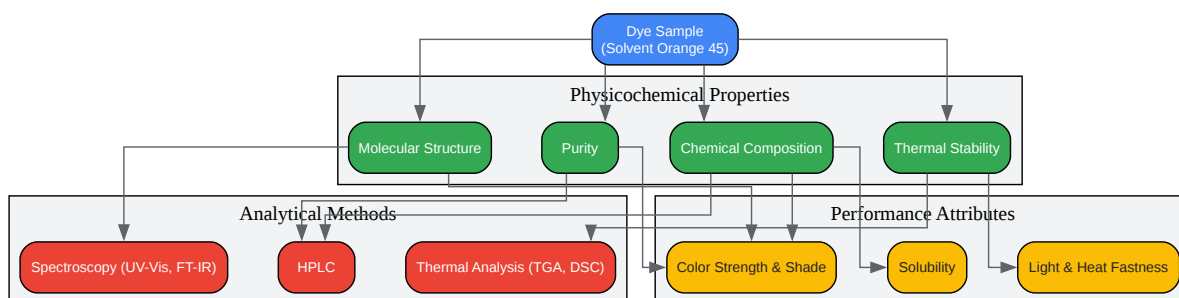 Dye Sample
(Solvent Orange 45)
Physicochemical Properties
Molecular Structure
Purity
Chemical Composition
Thermal Stability
Analytical Methods
Performance Attributes
Spectroscopy (UV-Vis, FT-IR)
HPLC
Thermal Analysis (TGA, DSC)
Color Strength & Shade
Solubility
Light & Heat Fastness